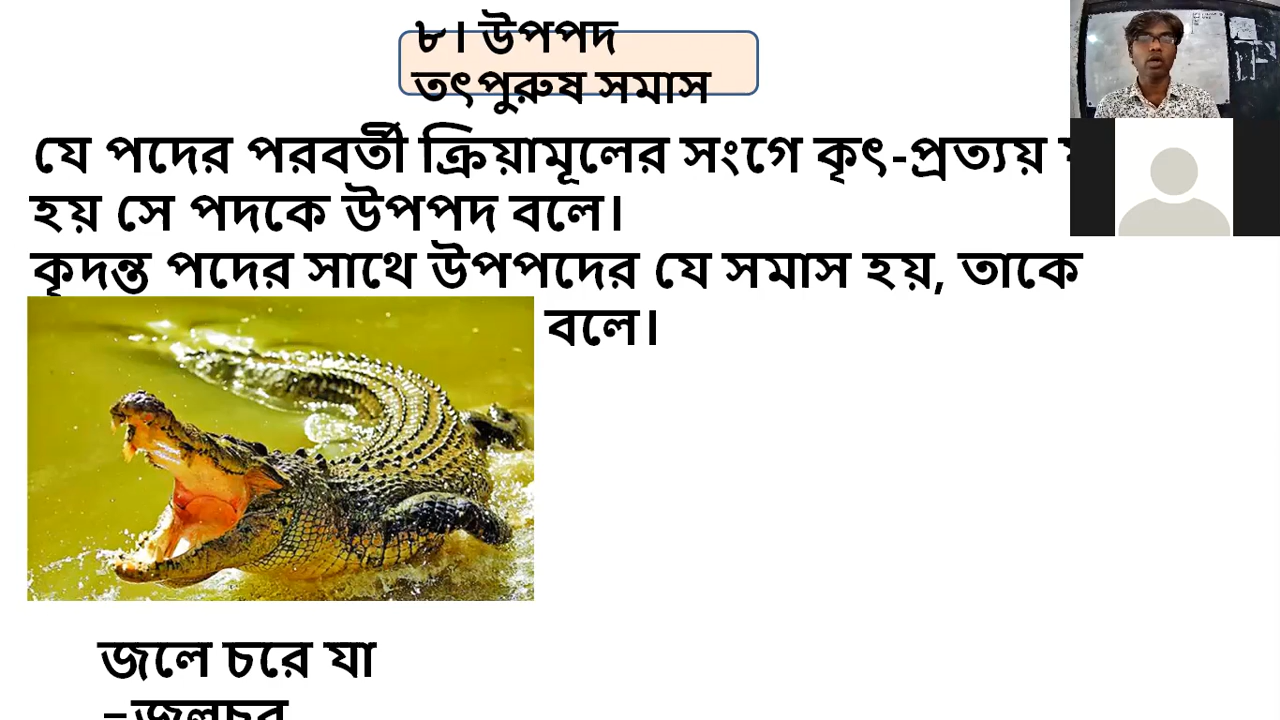 ৮। উপপদ
তৎপুরুষ সমাস
যে পদের পরবর্তী ক্রিয়ামূলের সংগে কৃৎ-প্রত্যয়
হয় সে পদকে উপপদ বলে।
কৃদন্ত পদের সাথে উপপদের যে সমাস হয়, তাকে
বলে।
জলে চরে যা
=জলচর